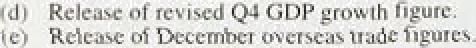 (d) Release of revised Q4 GDP growth figure.
(e) Release of December overseas trade figures